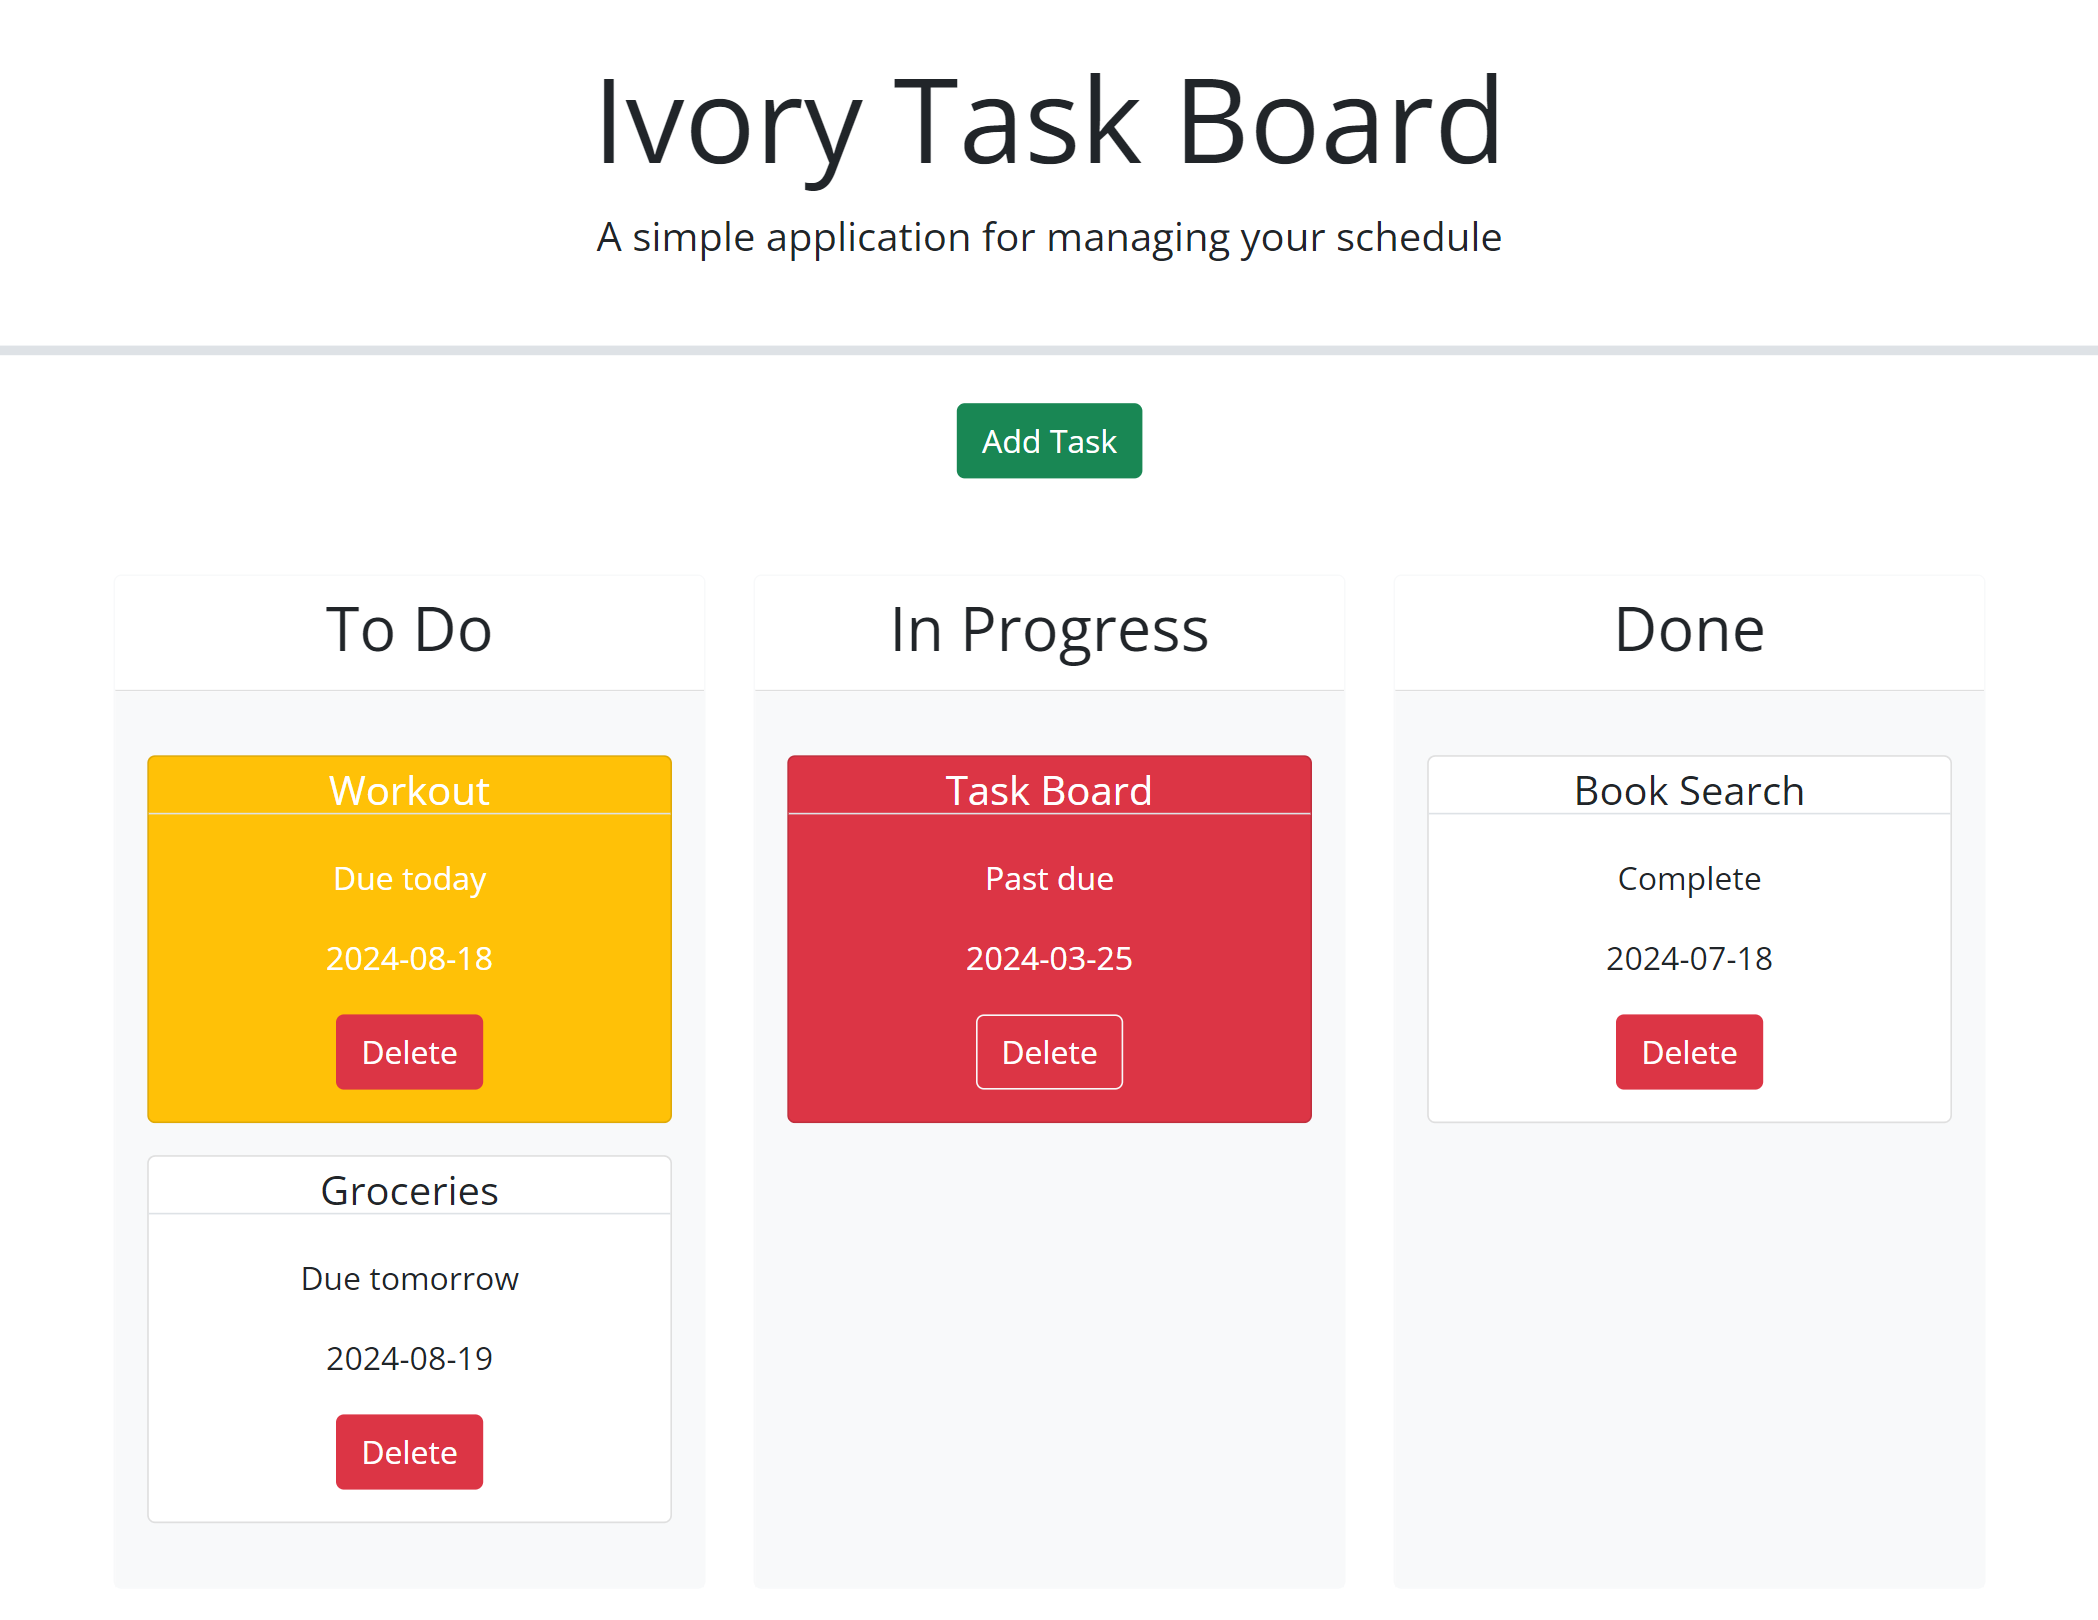 Ivory Task Board
A simple application for managing your schedule
Add Task
To Do
Workout
Due today
2024-08-18
Delete
Groceries
Due tomorrow
2024-08-19
Delete
In Progress
Task Board
Past due
2024-03-25
Delete
Done
Book Search
Complete
2024-07-18
Delete